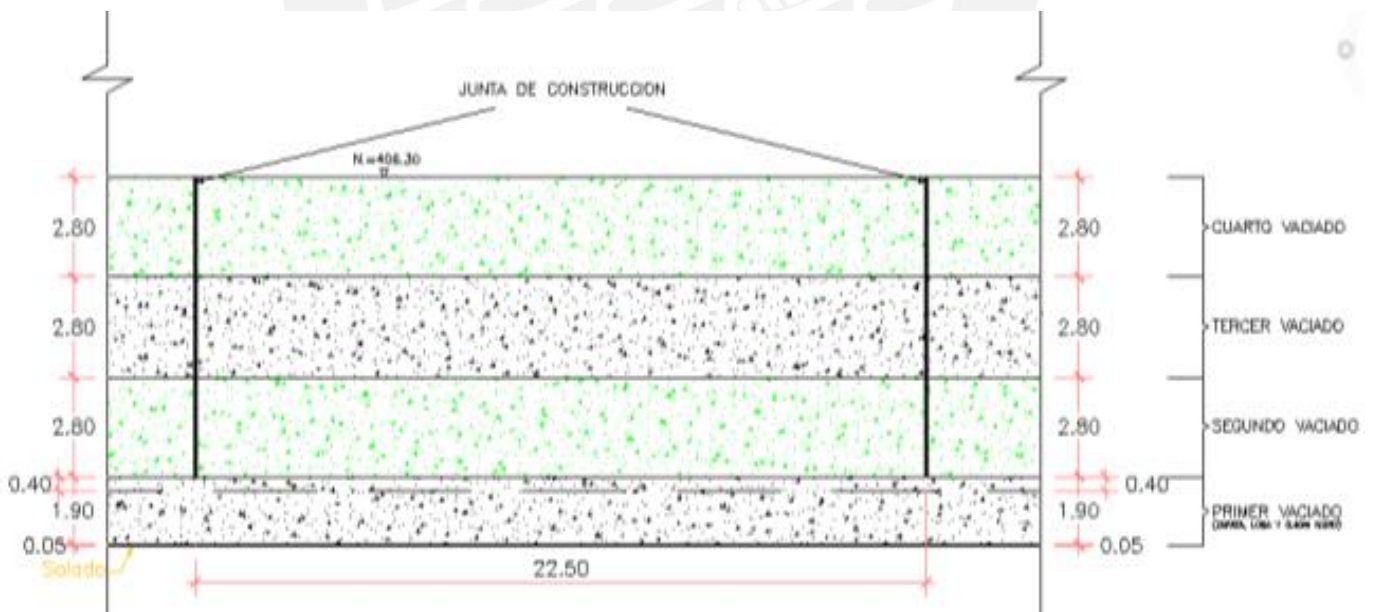 JUNTA DE CONSTRUCCION
N.=406.30
2.80
2.80
CUARTO VACIADO
2.80
2.80
TERCER VACIADO
2.80
2.80
SEGUNDO VACIADO
0.40
0.40
1.90
1.90
PRIMER VACIADO
0.05
0.05
Solado
22.50